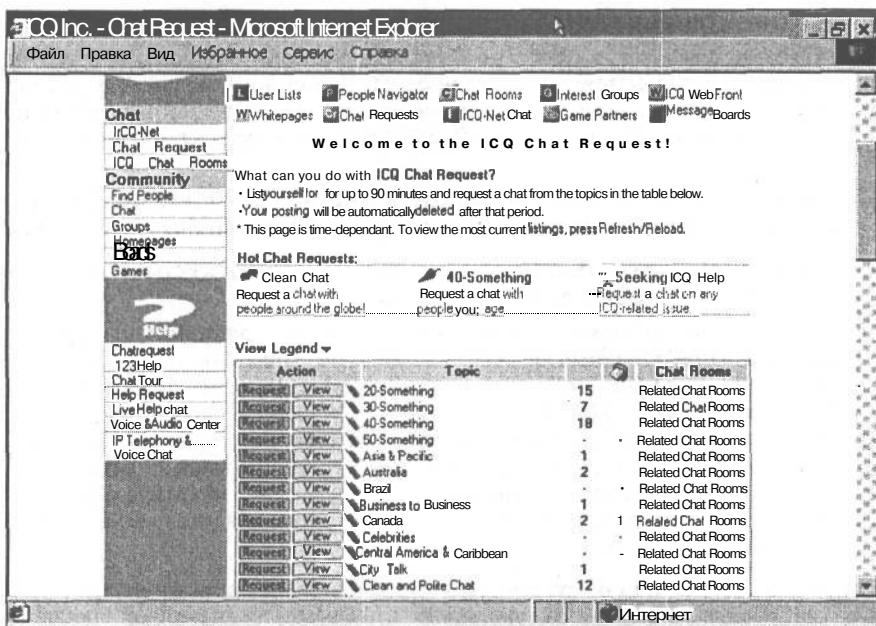 ICQ Inc. - Chat Request - Microsoft Internet Explorer
Файл Правка Вид Избранное Сервис Справка
User Lists People Navigator Chat Rooms Interest Groups ICQ Web Front
Whitepages Chat Requests IrCQ-Net Chat Game Partners Message Boards
Welcome to the ICQ Chat Request!
Chat
IrCQ-Net
Chat Request
ICQ Chat Rooms
Community
Find People
Chat
Groups
Homepages
Boards
Games
Help
Chat request
123 Help
Chat Tour
Help Request
Live Help chat
Voice & Audio Center
IP Telephony &
Voice Chat
What can you do with ICQ Chat Request?
· List yourself for for up to 90 minutes and request a chat from the topics in the table below.
· Your posting will be automatically deleted after that period.
* This page is time-dependant. To view the most current listings, press Refresh/Reload.
Hot Chat Requests:
Clean Chat 40-Something Seeking ICQ Help
Request a chat with Request a chat with Request a chat on any
people around the globe! people you; age ICQ-related issue
View Legend
Action Topic Chat Rooms
Request View 20-Something 15 Related Chat Rooms
Request View 30-Something 7 Related Chat Rooms
Request View 40-Something 18 Related Chat Rooms
Request View 50-Something - - Related Chat Rooms
Request View Asia & Pacific 1 Related Chat Rooms
Request View Australia 2 Related Chat Rooms
Request View Brazil - - Related Chat Rooms
Request View Business to Business 1 Related Chat Rooms
Request View Canada 2 1 Related Chat Rooms
Request View Celebrities - - Related Chat Rooms
Request View Central America & Caribbean - - Related Chat Rooms
Request View City Talk 1 Related Chat Rooms
Request View Clean and Polite Chat 12 Related Chat Rooms
Интернет